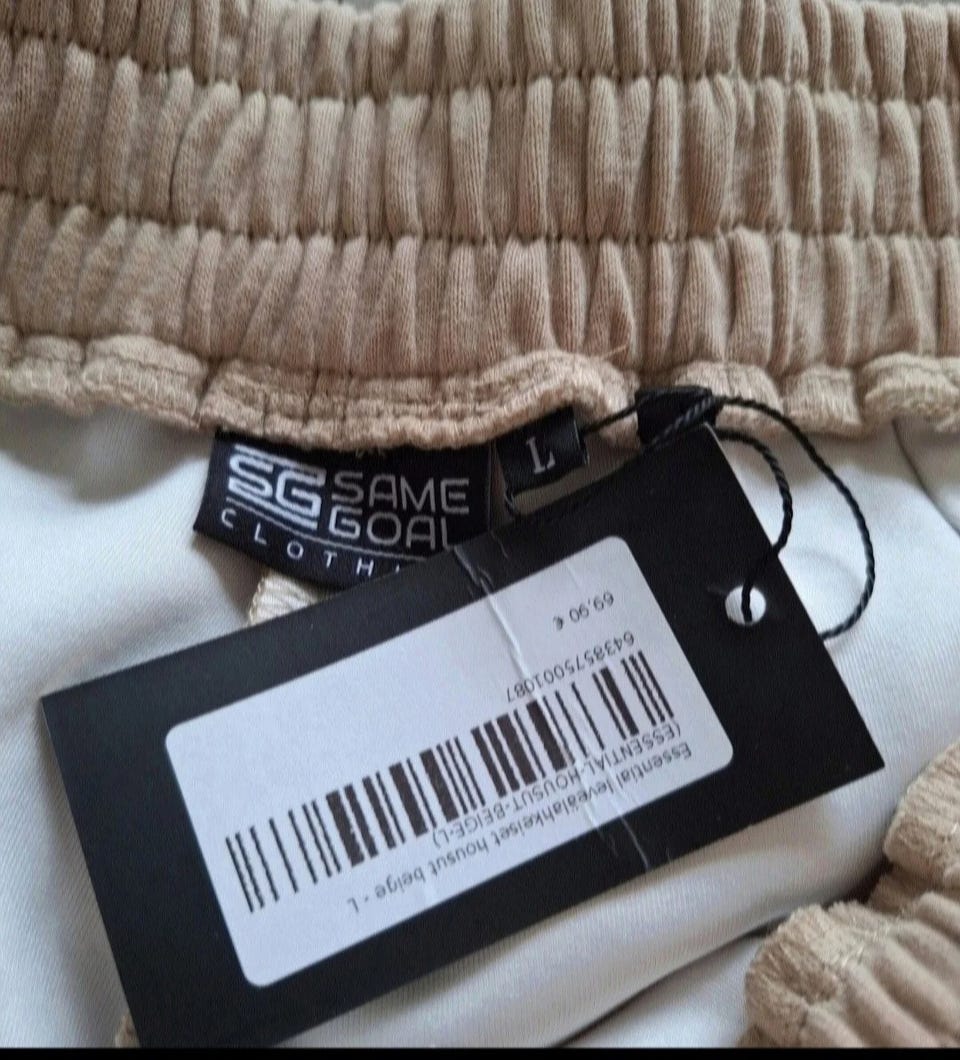 SG SAME
GOAL
CLOTHI
L
Essential leveälahkeiset housut beige - L
(ESSENTIAL-HOUSUT-BEIGE-L)
6438575001087
69,90 €